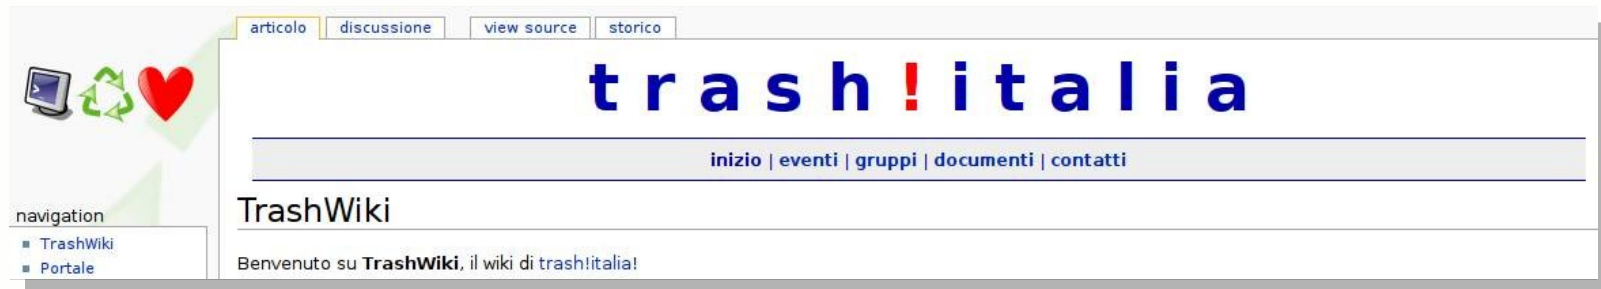 articolo discussione view source storico
trash!italia
inizio | eventi | gruppi | documenti | contatti
TrashWiki
Benvenuto su TrashWiki, il wiki di trash!italia!
navigation
TrashWiki
Portale